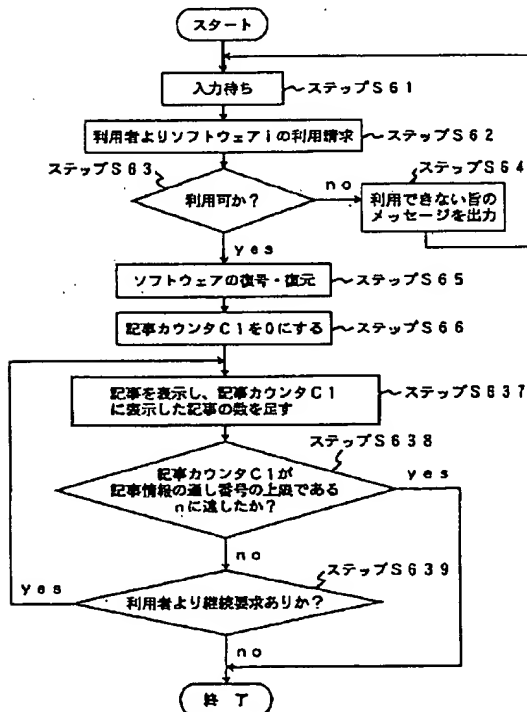 スタート
入力待ち
ステップS61
利用者よりソフトウェアiの利用請求
ステップS62
ステップS63
利用可か?
no
ステップS64
利用できない旨の
メッセージを出力
yes
ソフトウェアの復号・復元
ステップS65
記事カウンタC1を0にする
ステップS66
記事を表示し、記事カウンタC1
に表示した記事の数を足す
ステップS637
ステップS638
記事カウンタC1が
記事情報の通し番号の上限である
nに達したか?
yes
no
ステップS639
利用者より継続要求ありか?
yes
no
終了